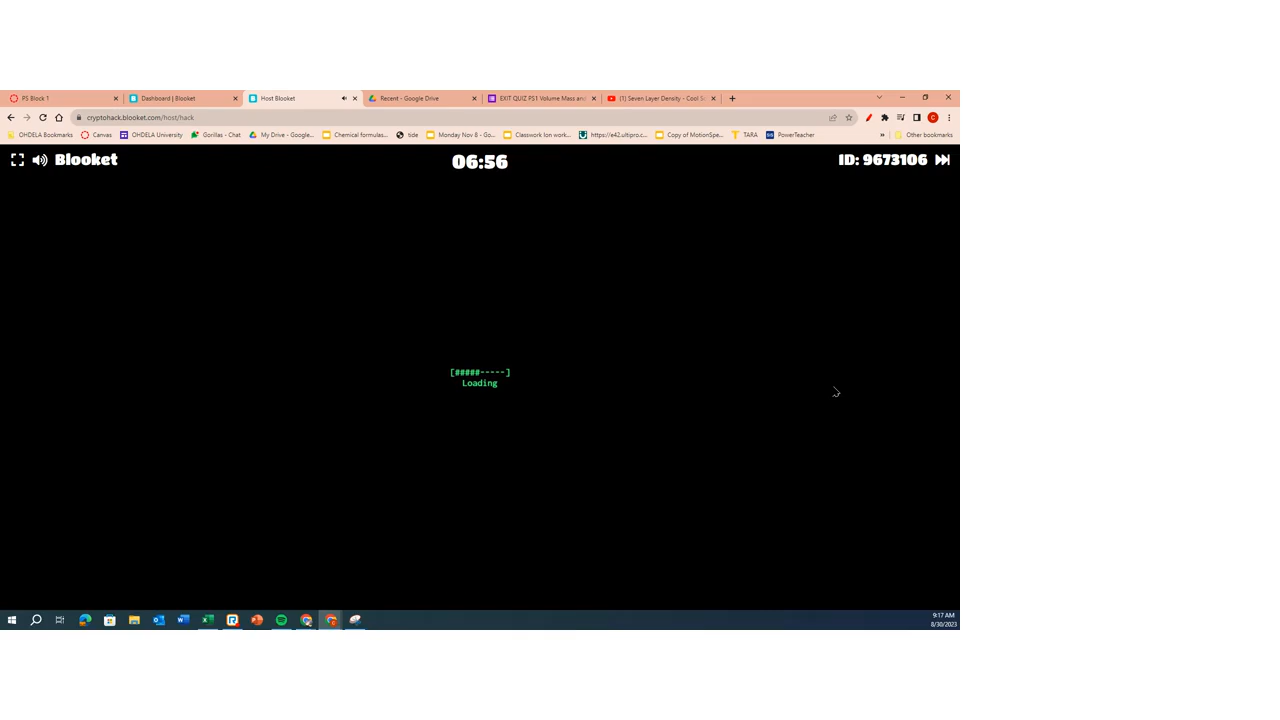 PS Block 1
Dashboard | Blooket
Host Blooket
Recent - Google Drive
EXIT QUIZ PS1 Volume Mass and
(1) Seven Layer Density - Cool Sc
cryptohack.blooket.com/host/hack
OHDELA Bookmarks
Canvas
OHDELA University
Gorillas - Chat
My Drive - Google...
Chemical formulas...
tide
Monday Nov 8 - Go...
Classwork Ion work...
https://e42.ultipro.c...
Copy of MotionSpe...
TARA
PowerTeacher
»
Other bookmarks
Blooket
06:56
ID: 9673106
[#####-----]
Loading
9:17 AM
8/30/2023